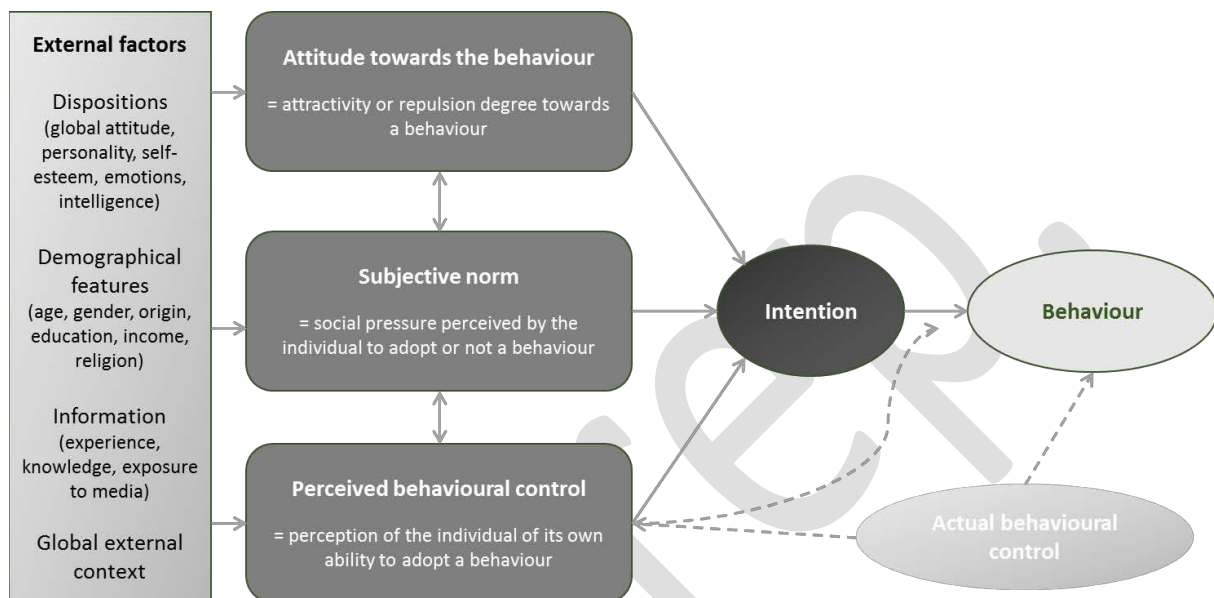 External factors
Dispositions
(global attitude,
personality, self-
esteem, emotions,
intelligence)
Demographical
features
(age, gender, origin,
education, income,
religion)
Information
(experience,
knowledge, exposure
to media)
Global external
context
Attitude towards the behaviour
= attractivity or repulsion degree towards
a behaviour
Subjective norm
= social pressure perceived by the
individual to adopt or not a behaviour
Perceived behavioural control
= perception of the individual of its own
ability to adopt a behaviour
Intention
Behaviour
Actual behavioural
control